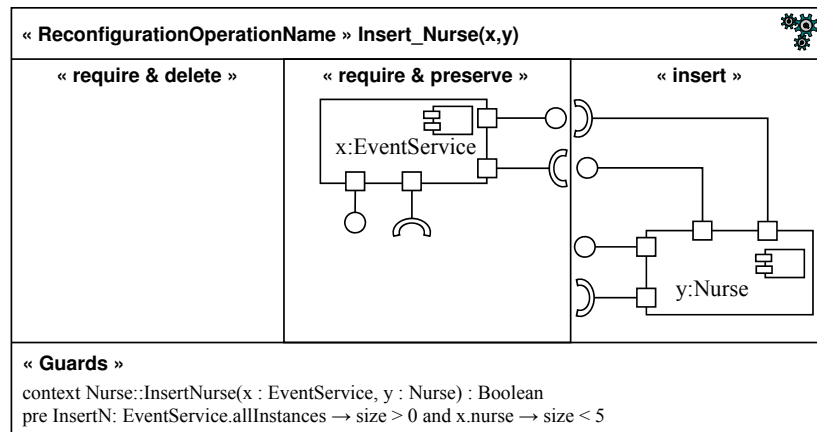 « ReconfigurationOperationName » Insert_Nurse(x,y)
« require & delete »
« require & preserve »
« insert »
x:EventService
y:Nurse
« Guards »
context Nurse::InsertNurse(x : EventService, y : Nurse) : Boolean
pre InsertN: EventService.allInstances → size > 0 and x.nurse → size < 5